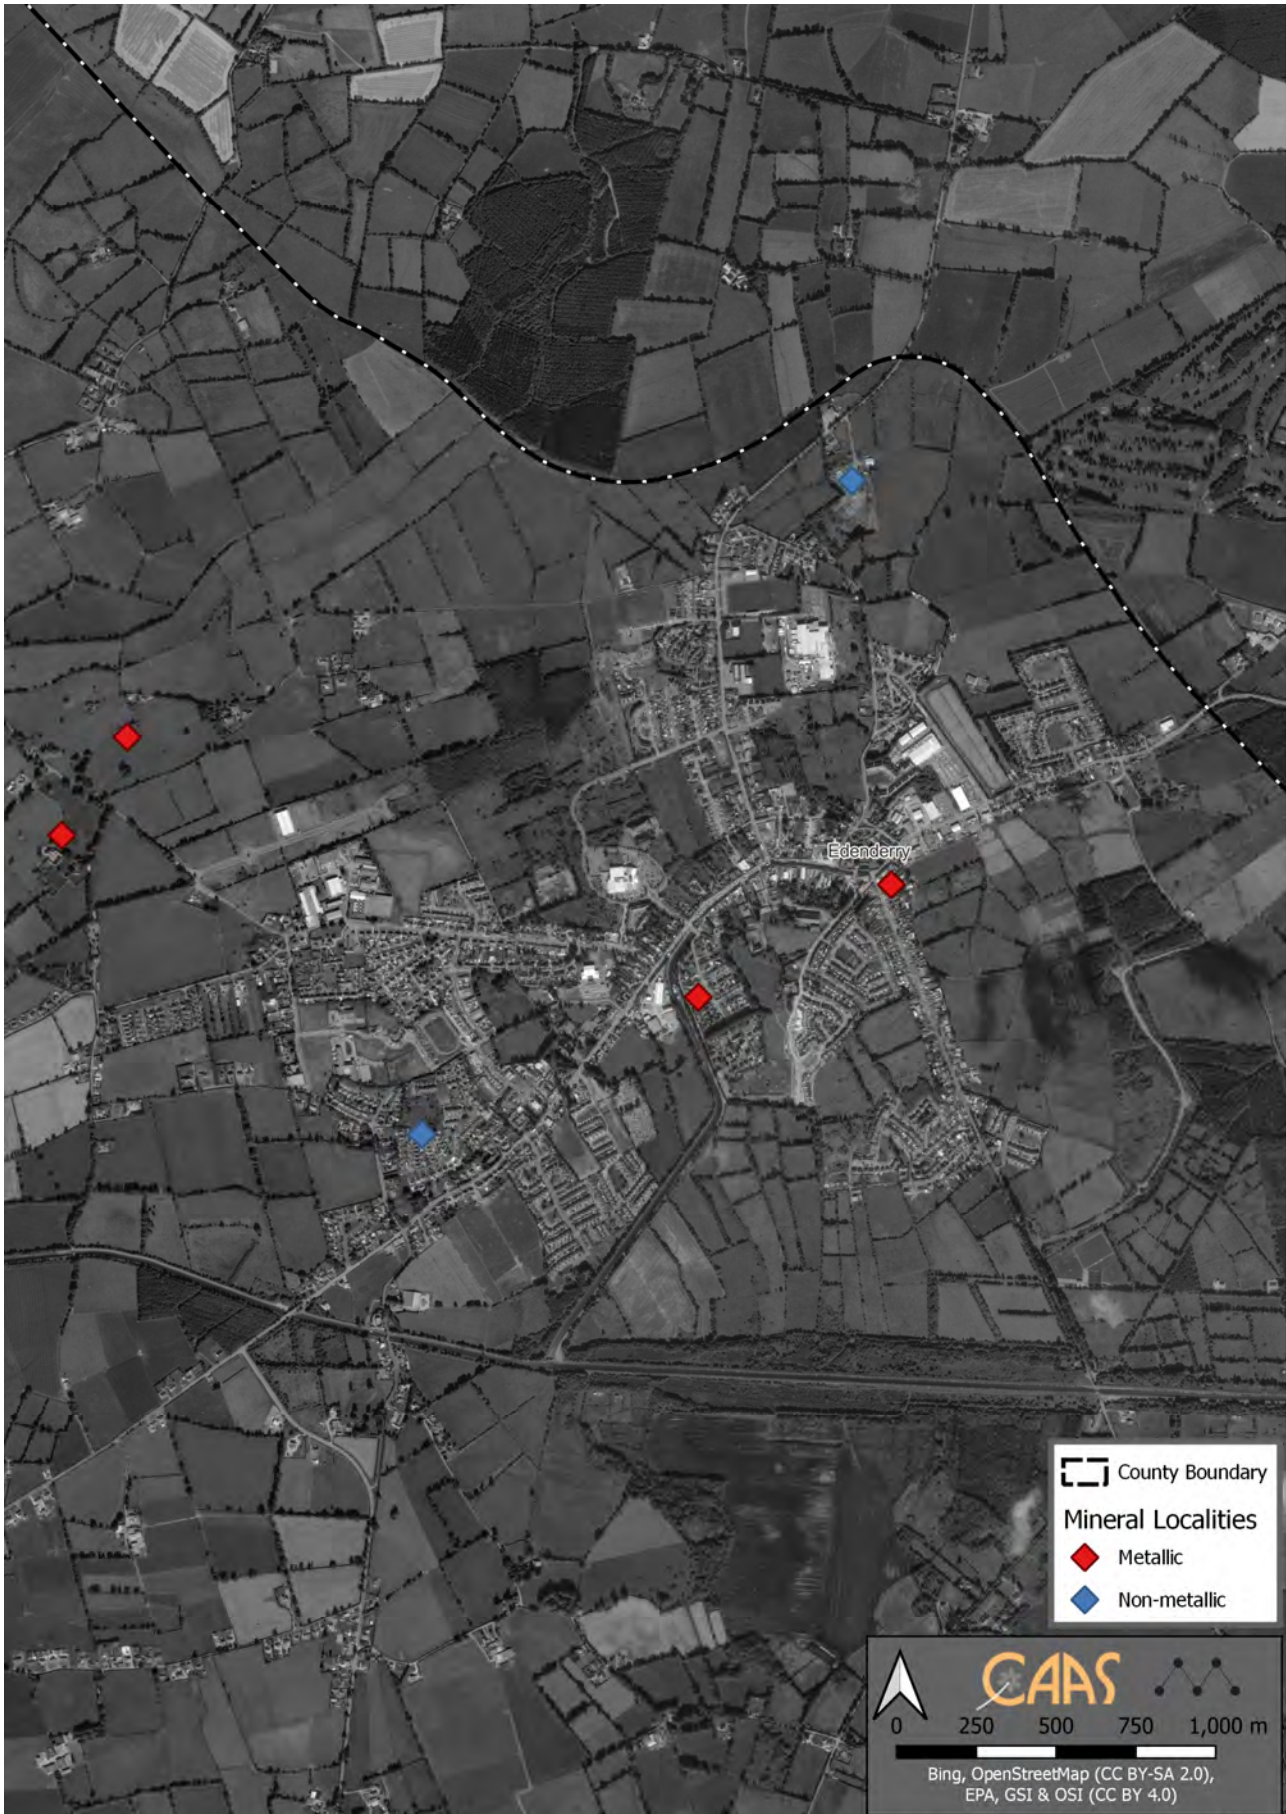 Edenderry
County Boundary
Mineral Localities
Metallic
Non-metallic
CAAS
0 250 500 750 1,000 m
Bing, OpenStreetMap (CC BY-SA 2.0),
EPA, GSI & OSI (CC BY 4.0)